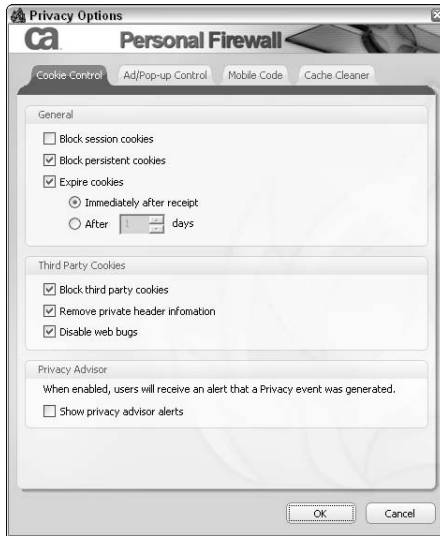 Privacy Options
ca Personal Firewall
Cookie Control Ad/Pop-up Control Mobile Code Cache Cleaner
General
Block session cookies
Block persistent cookies
Expire cookies
Immediately after receipt
After 1 days
Third Party Cookies
Block third party cookies
Remove private header infomation
Disable web bugs
Privacy Advisor
When enabled, users will receive an alert that a Privacy event was generated.
Show privacy advisor alerts
OK Cancel